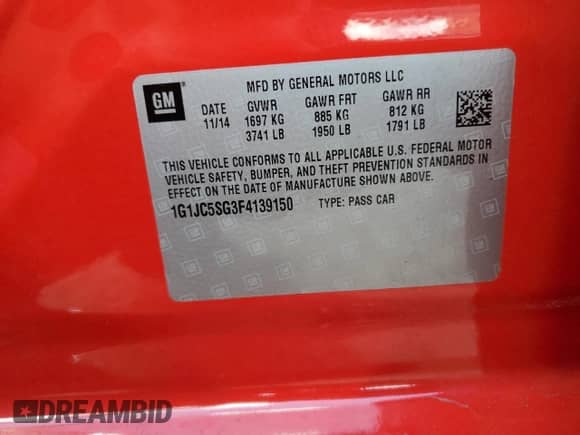 MFD BY GENERAL MOTORS LLC
GM
DATE GVWR GAWR FRT GAWR RR
11/14 1697 KG 885 KG 812 KG
3741 LB 1950 LB 1791 LB
THIS VEHICLE CONFORMS TO ALL APPLICABLE U.S. FEDERAL MOTOR
VEHICLE SAFETY, BUMPER, AND THEFT PREVENTION STANDARDS IN
EFFECT ON THE DATE OF MANUFACTURE SHOWN ABOVE.
1G1JC5SG3F4139150 TYPE: PASS CAR
DREAMBID